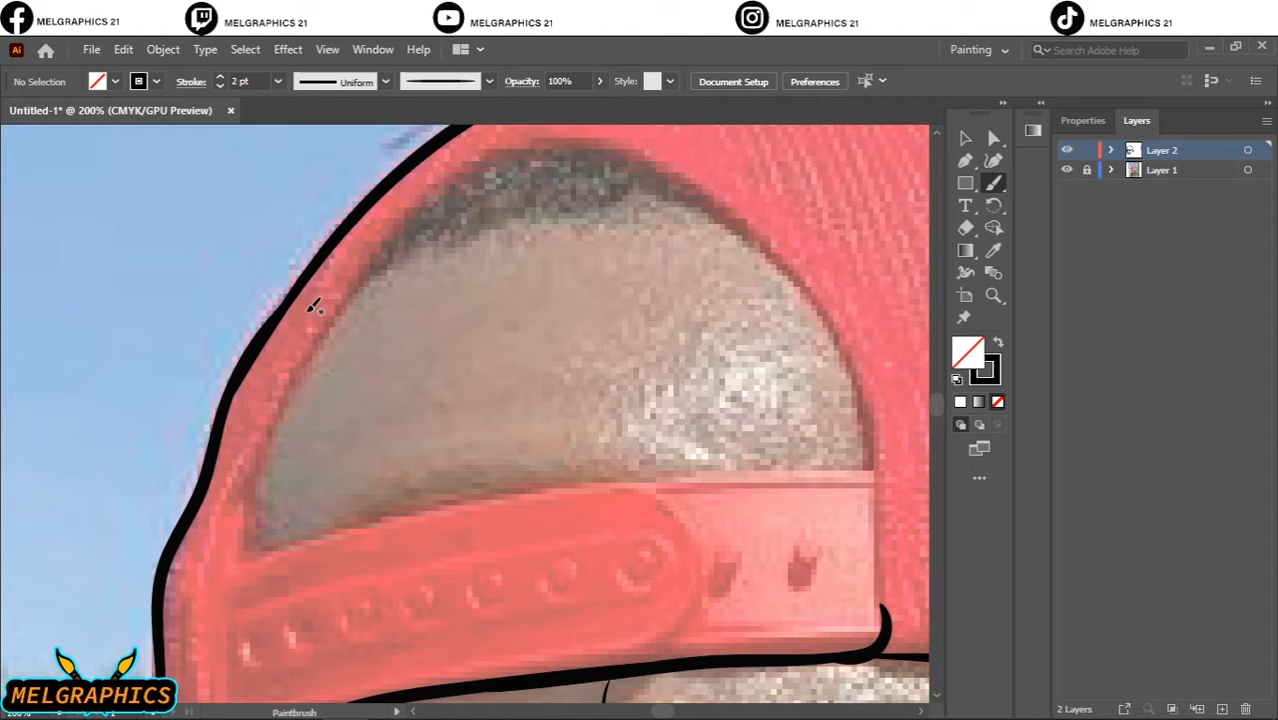 MELGRAPHICS 21
MELGRAPHICS 21
MELGRAPHICS 21
MELGRAPHICS 21
MELGRAPHICS 21
Ai
File Edit Object Type Select Effect View Window Help
Painting
Search Adobe Help
No Selection
Stroke:
2 pt
Uniform
Opacity:
100%
Style:
Document Setup
Preferences
Untitled-1* @ 200% (CMYK/GPU Preview)
Properties
Layers
Layer 2
Layer 1
MELGRAPHICS
Paintbrush
2 Layers